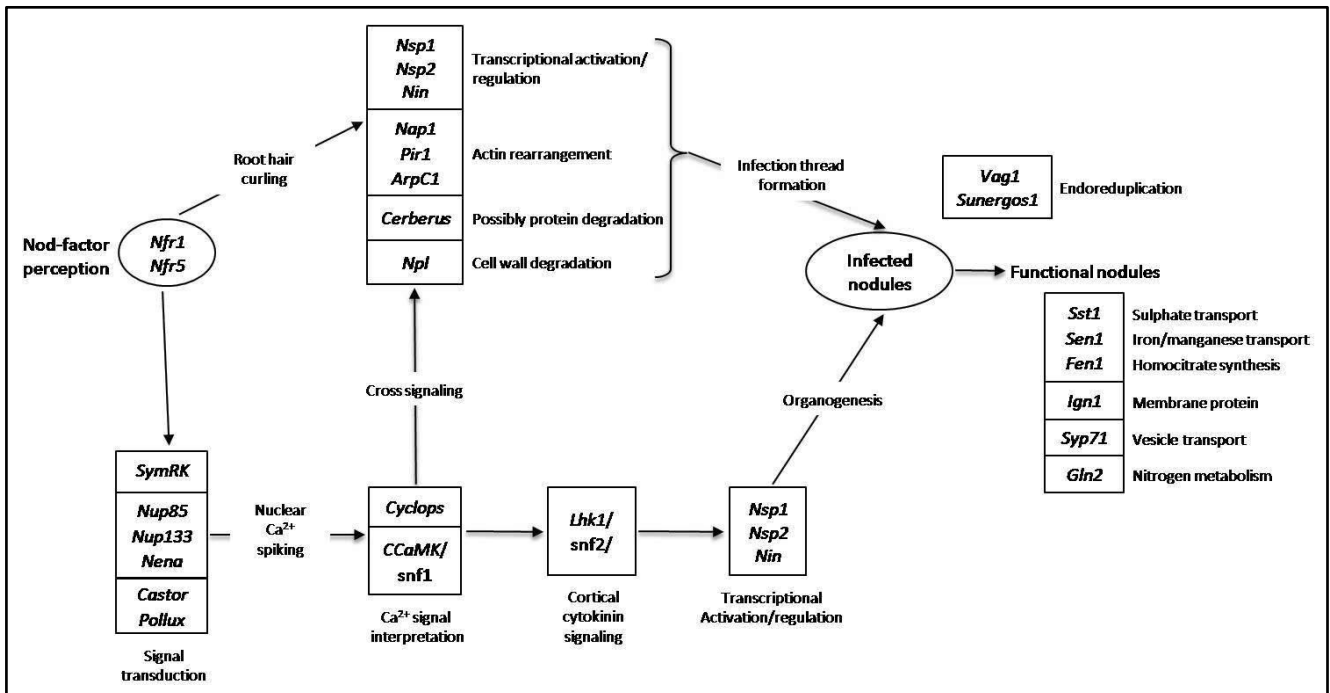 Nsp1
Nsp2
Nin
Transcriptional activation/
regulation
Nap1
Pir1
ArpC1
Actin rearrangement
Cerberus
Possibly protein degradation
Npl
Cell wall degradation
Root hair
curling
Infection thread
formation
Vag1
Sunergos1
Endoreduplication
Nod-factor
perception
Nfr1
Nfr5
Infected
nodules
Functional nodules
Sst1
Sulphate transport
Sen1
Iron/manganese transport
Fen1
Homocitrate synthesis
Ign1
Membrane protein
Syp71
Vesicle transport
Gln2
Nitrogen metabolism
Cross signaling
Organogenesis
SymRK
Nup85
Nup133
Nena
Castor
Pollux
Signal
transduction
Nuclear
Ca²⁺
spiking
Cyclops
CCaMK/
snf1
Ca²⁺ signal
interpretation
Lhk1/
snf2/
Cortical
cytokinin
signaling
Nsp1
Nsp2
Nin
Transcriptional
Activation/regulation